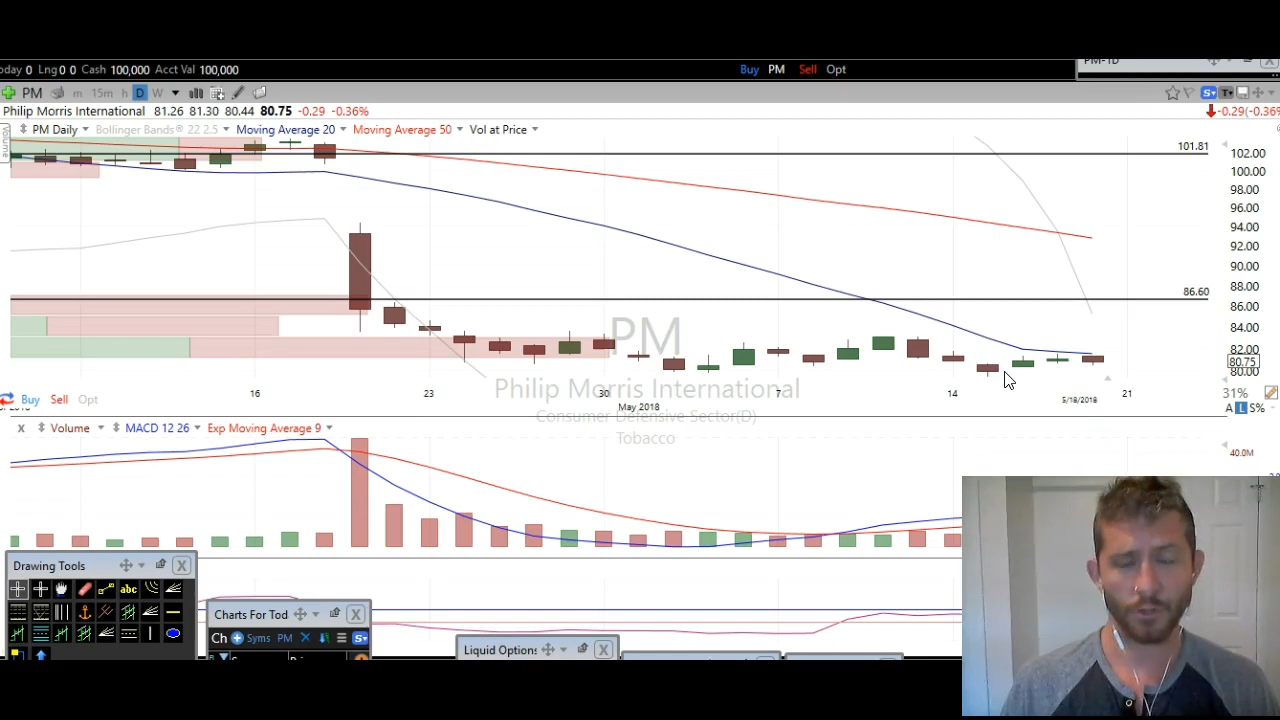 oday 0 Lng 0 0 Cash 100,000 Acct Val 100,000 Buy PM Sell Opt PM-1D
PM m 15m h D W
Philip Morris International 81.26 81.30 80.44 80.75 -0.29 -0.36% -0.29(-0.36%
PM Daily Bollinger Bands® 22 2.5 Moving Average 20 Moving Average 50 Vol at Price
Volume
101.81
102.00
100.00
98.00
96.00
94.00
92.00
90.00
88.00
86.60
86.00
84.00
82.00
80.75
80.00
PM
Philip Morris International
Consumer Defensive Sector(D)
Tobacco
Buy Sell Opt
16 23 May 2018 7 14 5/18/2018 21
31%
A L S%
X Volume MACD 12 26 Exp Moving Average 9
40.0M
Drawing Tools X
abc
Charts For Tod X
Ch Syms PM S
Liquid Options X